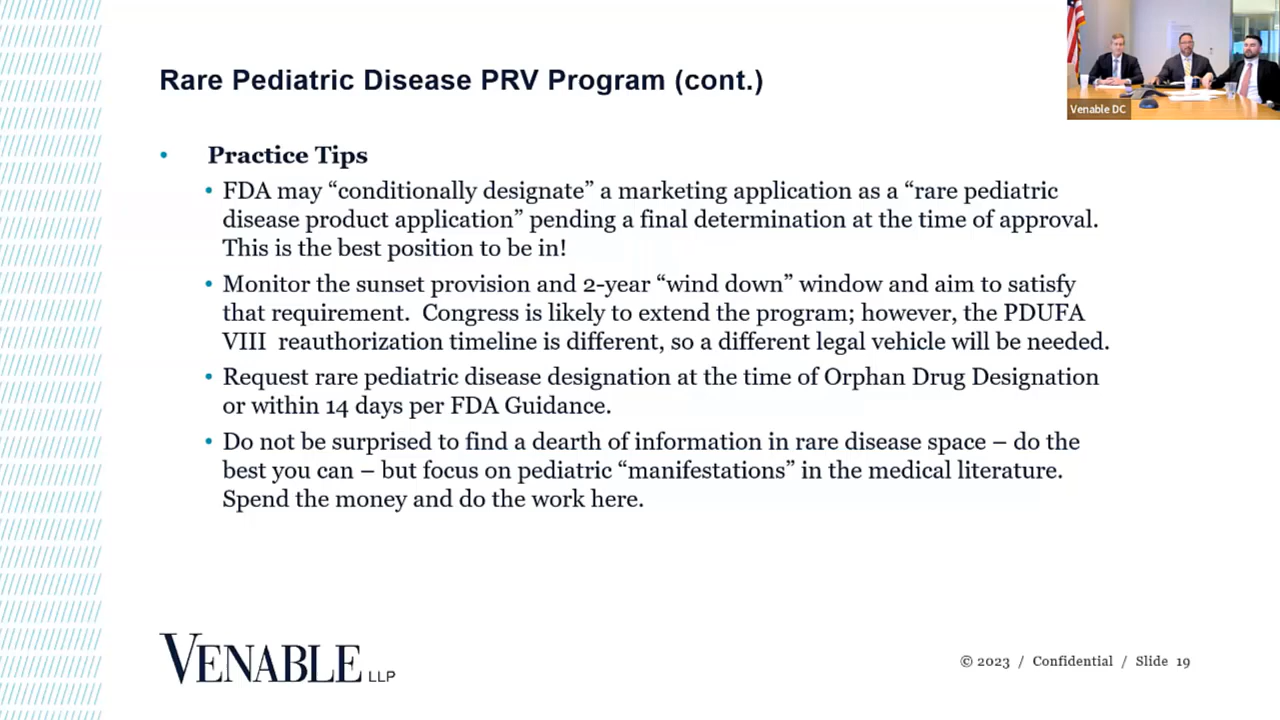 Rare Pediatric Disease PRV Program (cont.)
Venable DC
• Practice Tips
• FDA may “conditionally designate” a marketing application as a “rare pediatric
disease product application” pending a final determination at the time of approval.
This is the best position to be in!
• Monitor the sunset provision and 2-year “wind down” window and aim to satisfy
that requirement.  Congress is likely to extend the program; however, the PDUFA
VIII  reauthorization timeline is different, so a different legal vehicle will be needed.
• Request rare pediatric disease designation at the time of Orphan Drug Designation
or within 14 days per FDA Guidance.
• Do not be surprised to find a dearth of information in rare disease space – do the
best you can – but focus on pediatric “manifestations” in the medical literature.
Spend the money and do the work here.
VENABLE LLP
© 2023 / Confidential / Slide 19